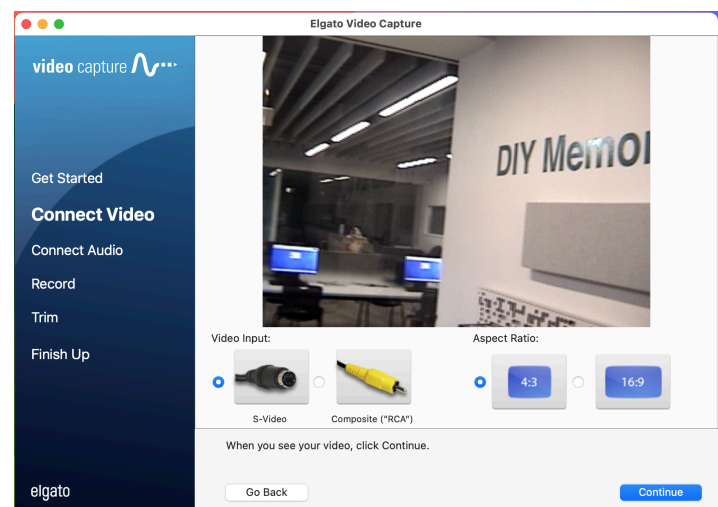 Elgato Video Capture
video capture
Get Started
Connect Video
Connect Audio
Record
Trim
Finish Up
elgato
DIY Memo
Video Input:
S-Video
Composite ("RCA")
Aspect Ratio:
4:3
16:9
When you see your video, click Continue.
Go Back
Continue